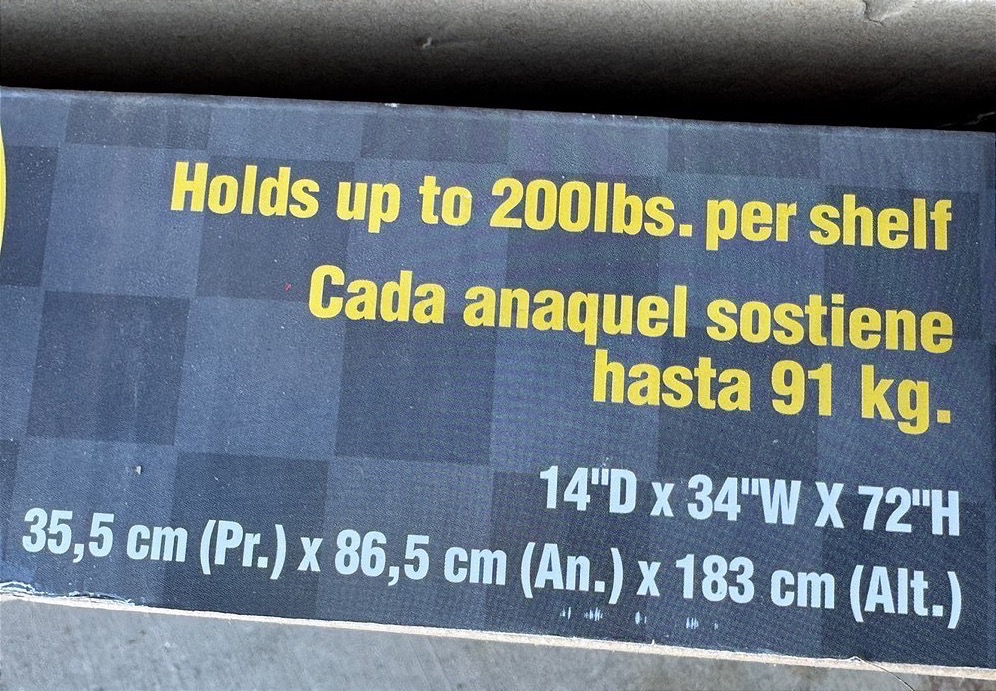 Holds up to 200lbs. per shelf
Cada anaquel sostiene
hasta 91 kg.
14"D x 34"W X 72"H
35,5 cm (Pr.) x 86,5 cm (An.) x 183 cm (Alt.)